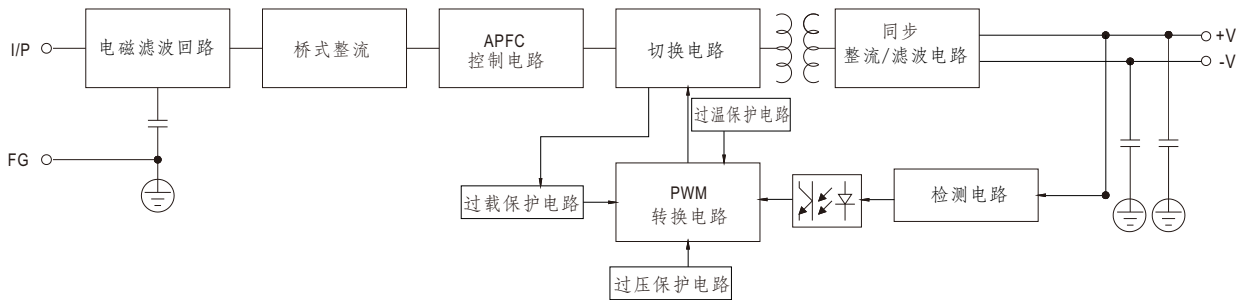 I/P
电磁滤波回路
桥式整流
APFC
控制电路
切换电路
同步
整流/滤波电路
+V
-V
过温保护电路
FG
过载保护电路
PWM
转换电路
检测电路
过压保护电路